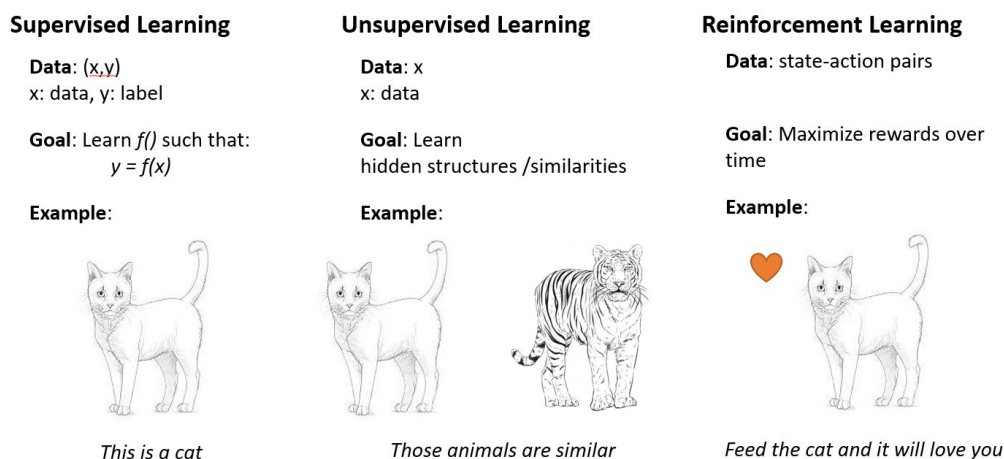 Supervised Learning
Data: (x,y)
x: data, y: label
Goal: Learn f() such that:
y = f(x)
Example:
This is a cat
Unsupervised Learning
Data: x
x: data
Goal: Learn
hidden structures /similarities
Example:
Those animals are similar
Reinforcement Learning
Data: state-action pairs
Goal: Maximize rewards over
time
Example:
Feed the cat and it will love you